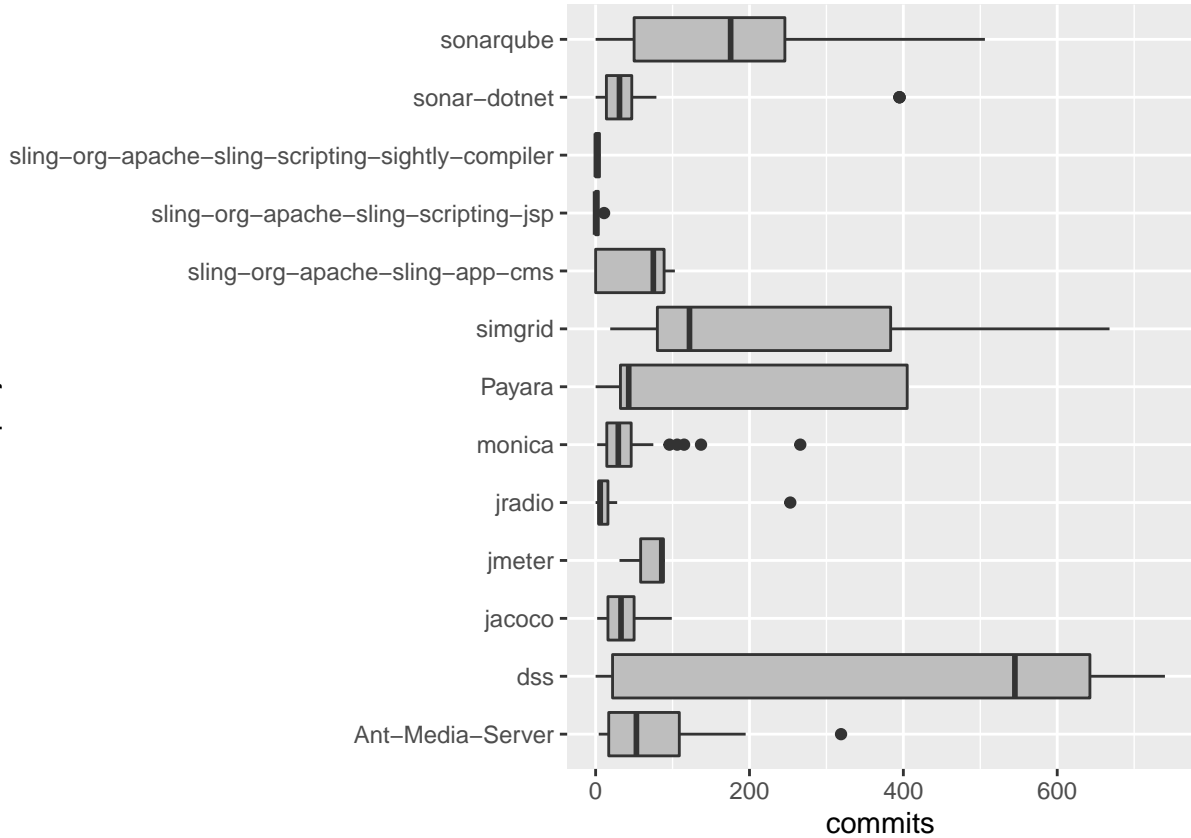 sonarqube
sonar−dotnet
sling−org−apache−sling−scripting−sightly−compiler
sling−org−apache−sling−scripting−jsp
sling−org−apache−sling−app−cms
simgrid
Payara
monica
jradio
jmeter
jacoco
dss
Ant−Media−Server
0 200 400 600
commits